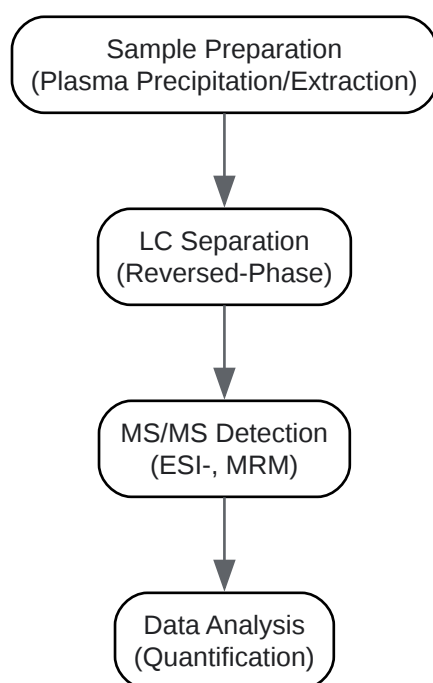 Sample Preparation
(Plasma Precipitation/Extraction)
LC Separation
(Reversed-Phase)
MS/MS Detection
(ESI-, MRM)
Data Analysis
(Quantification)